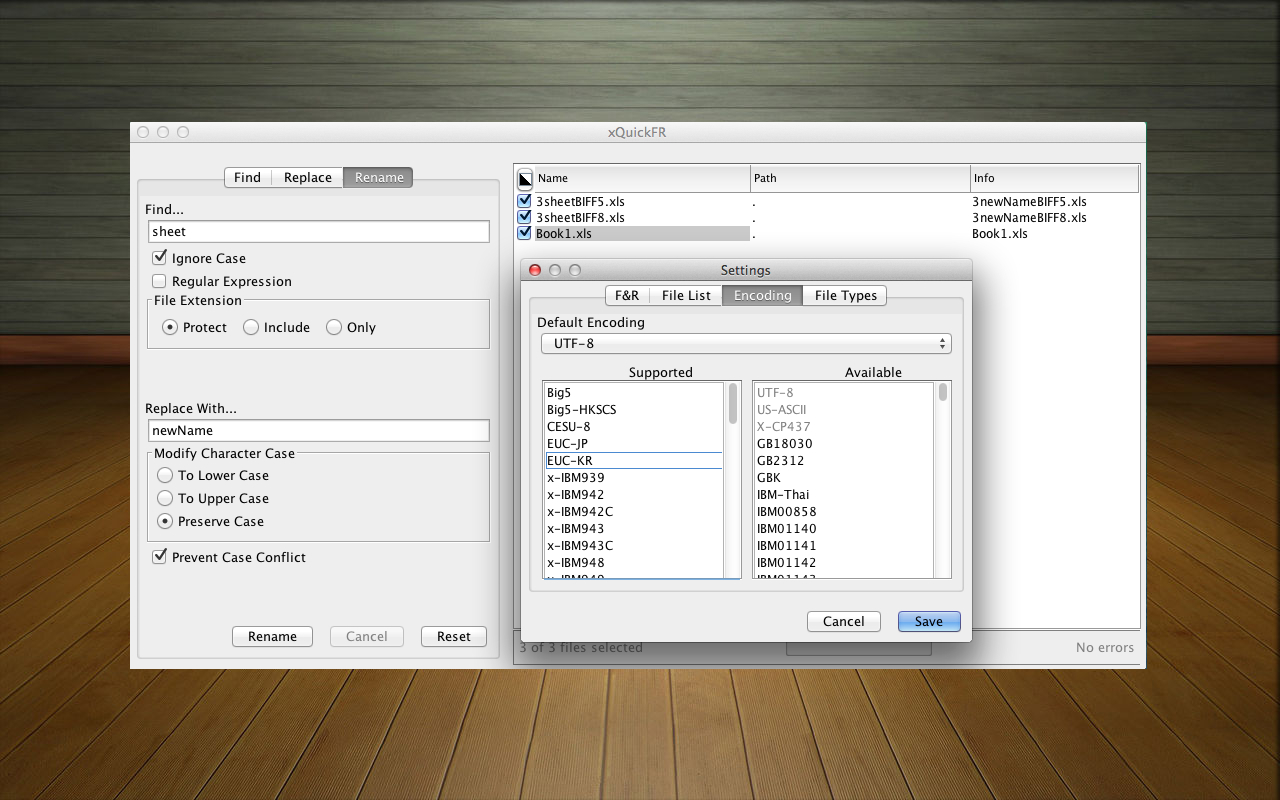 xQuickFR
Find Replace Rename
Find...
sheet
Ignore Case
Regular Expression
File Extension
Protect Include Only
Replace With...
newName
Modify Character Case
To Lower Case
To Upper Case
Preserve Case
Prevent Case Conflict
Rename Cancel Reset
Name Path Info
3sheetBIFF5.xls . 3newNameBIFF5.xls
3sheetBIFF8.xls . 3newNameBIFF8.xls
Book1.xls . Book1.xls
Settings
F&R File List Encoding File Types
Default Encoding
UTF-8
Supported Available
Big5 UTF-8
Big5-HKSCS US-ASCII
CESU-8 X-CP437
EUC-JP GB18030
EUC-KR GB2312
x-IBM939 GBK
x-IBM942 IBM-Thai
x-IBM942C IBM00858
x-IBM943 IBM01140
x-IBM943C IBM01141
x-IBM948 IBM01142
Cancel Save
3 of 3 files selected No errors